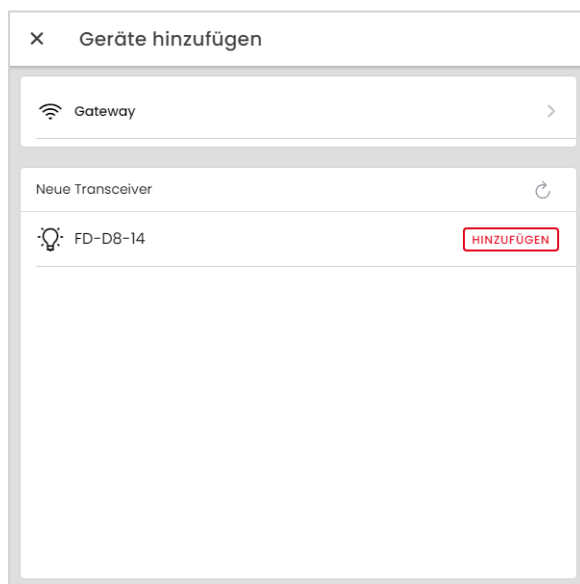 Geräte hinzufügen
Gateway
Neue Transceiver
FD-D8-14 HINZUFÜGEN